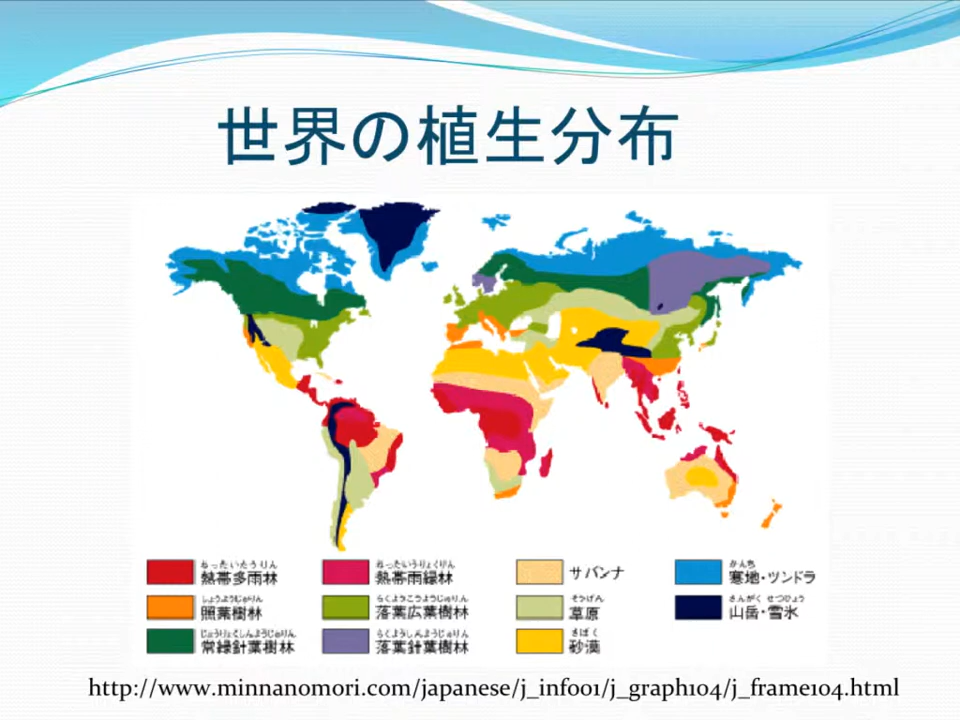 世界の植生分布
ねったいたうりん
熱帯多雨林
ねったいうりょくりん
熱帯雨緑林
サバンナ
かんち
寒地・ツンドラ
しょうようじゅりん
照葉樹林
らくようこうようじゅりん
落葉広葉樹林
そうげん
草原
さんがく せつひょう
山岳・雪氷
じょうりょくしんようじゅりん
常緑針葉樹林
らくようしんようじゅりん
落葉針葉樹林
さばく
砂漠
http://www.minnanomori.com/japanese/j_info01/j_graph104/j_frame104.html